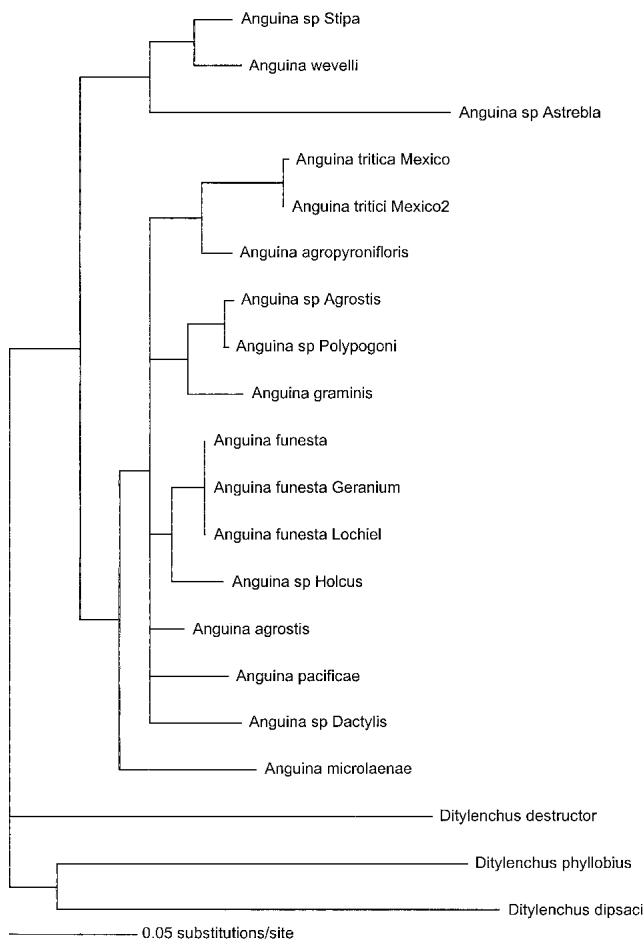 Anguina sp Stipa
Anguina wevelli
Anguina sp Astrebla
Anguina tritica Mexico
Anguina tritici Mexico2
Anguina agropyronifloris
Anguina sp Agrostis
Anguina sp Polypogoni
Anguina graminis
Anguina funesta
Anguina funesta Geranium
Anguina funesta Lochiel
Anguina sp Holcus
Anguina agrostis
Anguina pacificae
Anguina sp Dactylis
Anguina microlaenae
Ditylenchus destructor
Ditylenchus phyllobius
Ditylenchus dipsaci
0.05 substitutions/site